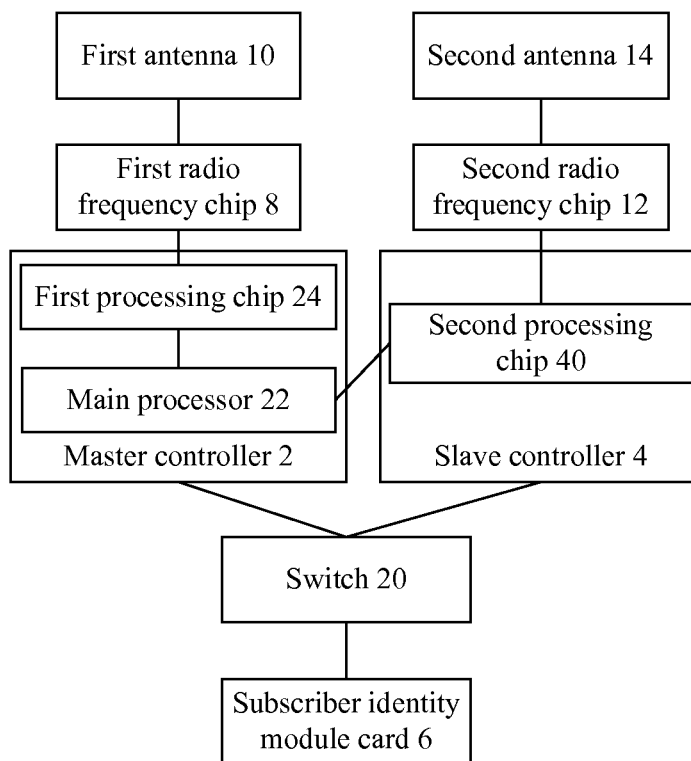 First antenna 10
Second antenna 14
First radio
frequency chip 8
Second radio
frequency chip 12
First processing chip 24
Second processing
chip 40
Main processor 22
Master controller 2
Slave controller 4
Switch 20
Subscriber identity
module card 6